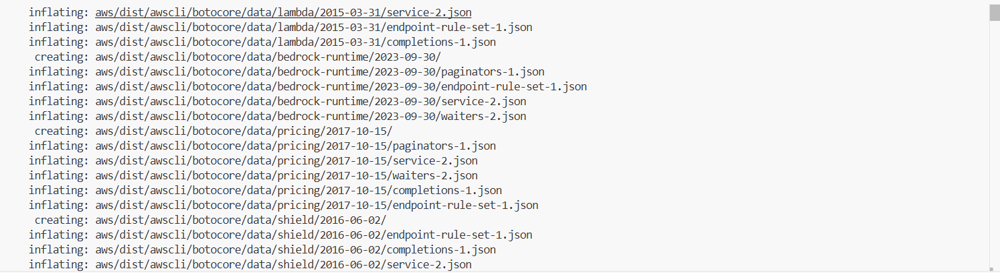 inflating: aws/dist/awscli/botocore/data/lambda/2015-03-31/service-2.json
inflating: aws/dist/awscli/botocore/data/lambda/2015-03-31/endpoint-rule-set-1.json
inflating: aws/dist/awscli/botocore/data/lambda/2015-03-31/completions-1.json
creating: aws/dist/awscli/botocore/data/bedrock-runtime/2023-09-30/
inflating: aws/dist/awscli/botocore/data/bedrock-runtime/2023-09-30/paginators-1.json
inflating: aws/dist/awscli/botocore/data/bedrock-runtime/2023-09-30/endpoint-rule-set-1.json
inflating: aws/dist/awscli/botocore/data/bedrock-runtime/2023-09-30/service-2.json
inflating: aws/dist/awscli/botocore/data/bedrock-runtime/2023-09-30/waiters-2.json
creating: aws/dist/awscli/botocore/data/pricing/2017-10-15/
inflating: aws/dist/awscli/botocore/data/pricing/2017-10-15/paginators-1.json
inflating: aws/dist/awscli/botocore/data/pricing/2017-10-15/service-2.json
inflating: aws/dist/awscli/botocore/data/pricing/2017-10-15/waiters-2.json
inflating: aws/dist/awscli/botocore/data/pricing/2017-10-15/completions-1.json
inflating: aws/dist/awscli/botocore/data/pricing/2017-10-15/endpoint-rule-set-1.json
creating: aws/dist/awscli/botocore/data/shield/2016-06-02/
inflating: aws/dist/awscli/botocore/data/shield/2016-06-02/endpoint-rule-set-1.json
inflating: aws/dist/awscli/botocore/data/shield/2016-06-02/completions-1.json
inflating: aws/dist/awscli/botocore/data/shield/2016-06-02/service-2.json